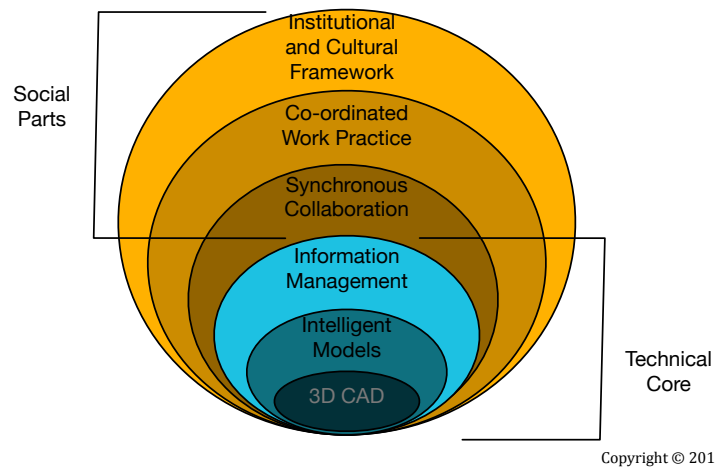 Institutional
and Cultural
Framework
Social
Parts
Co-ordinated
Work Practice
Synchronous
Collaboration
Information
Management
Intelligent
Models
Technical
Core
3D CAD
Copyright © 201